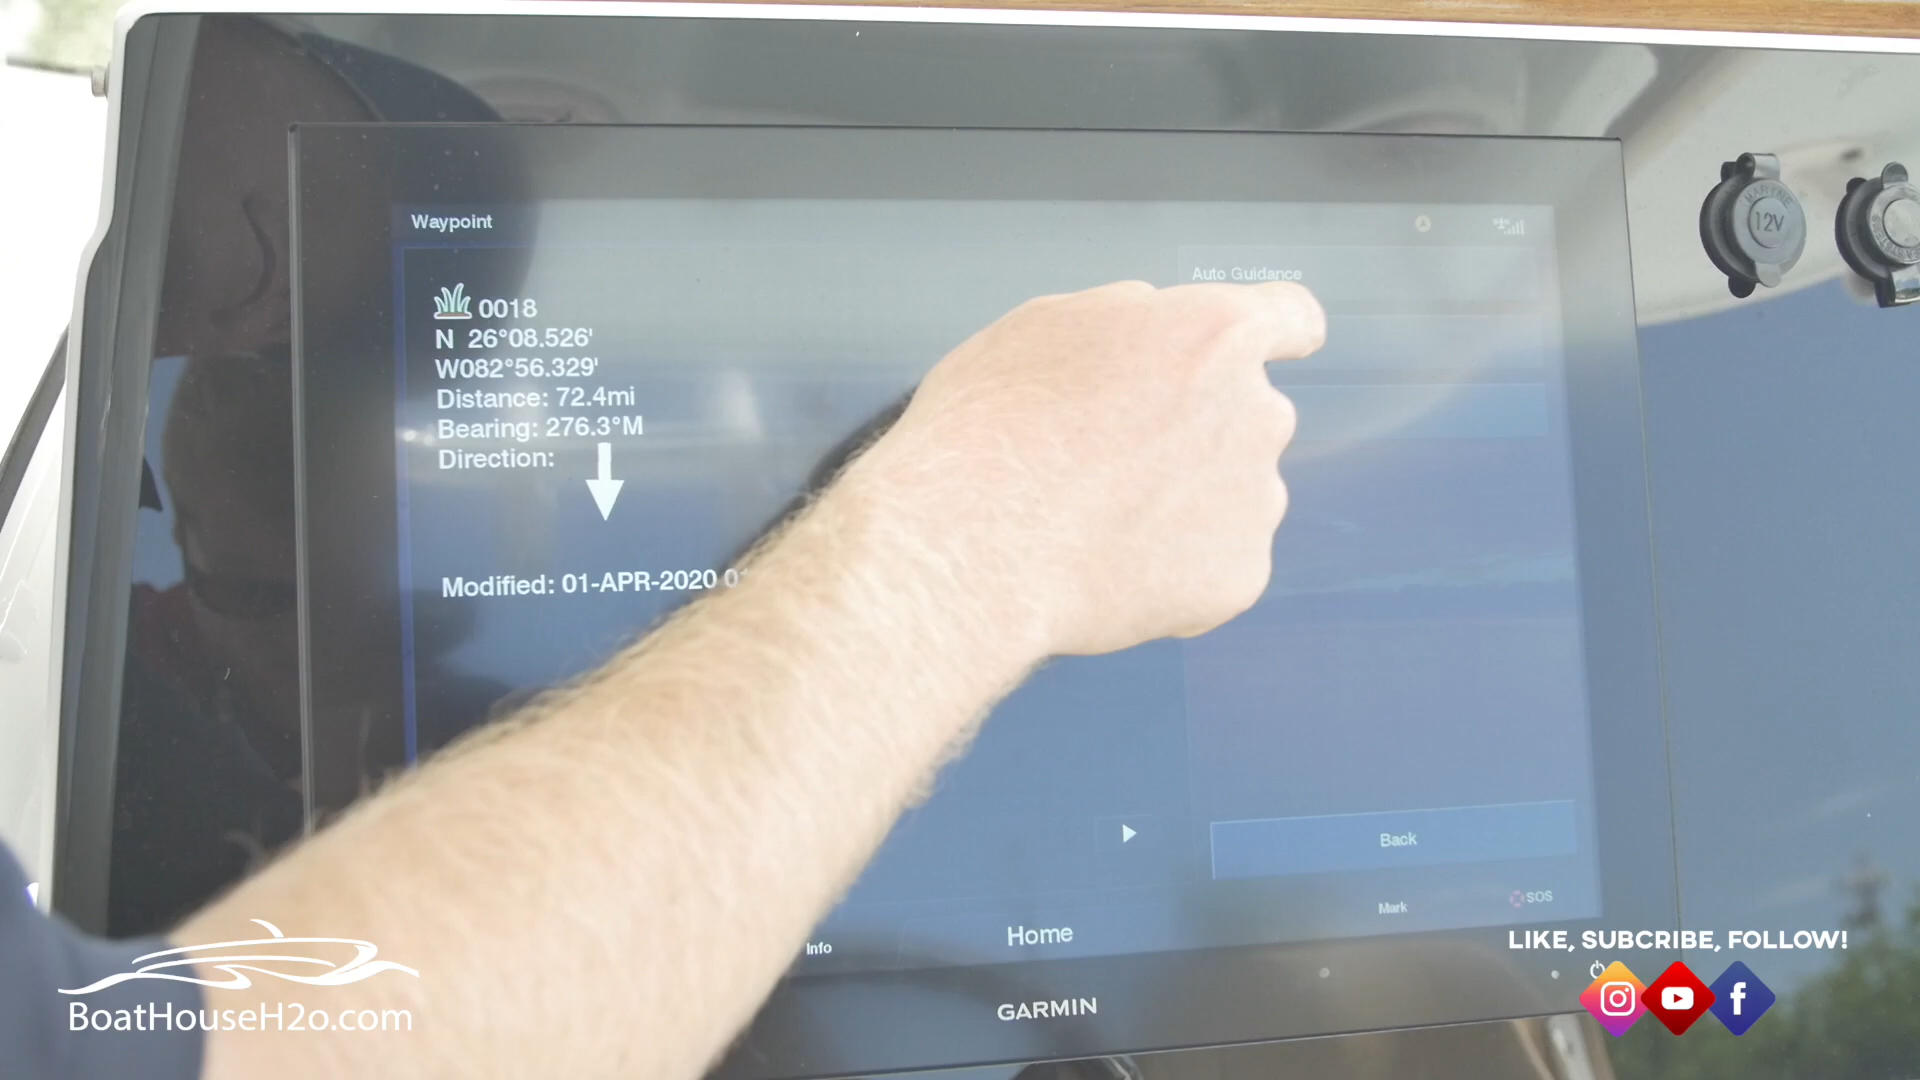 Waypoint
Auto Guidance
0018
N 26°08.526'
W082°56.329'
Distance: 72.4mi
Bearing: 276.3°M
Direction:
Modified: 01-APR-2020
Back
Info
Home
Mark
SOS
GARMIN
12V
MARINE
LIKE, SUBCRIBE, FOLLOW!
BoatHouseH2o.com